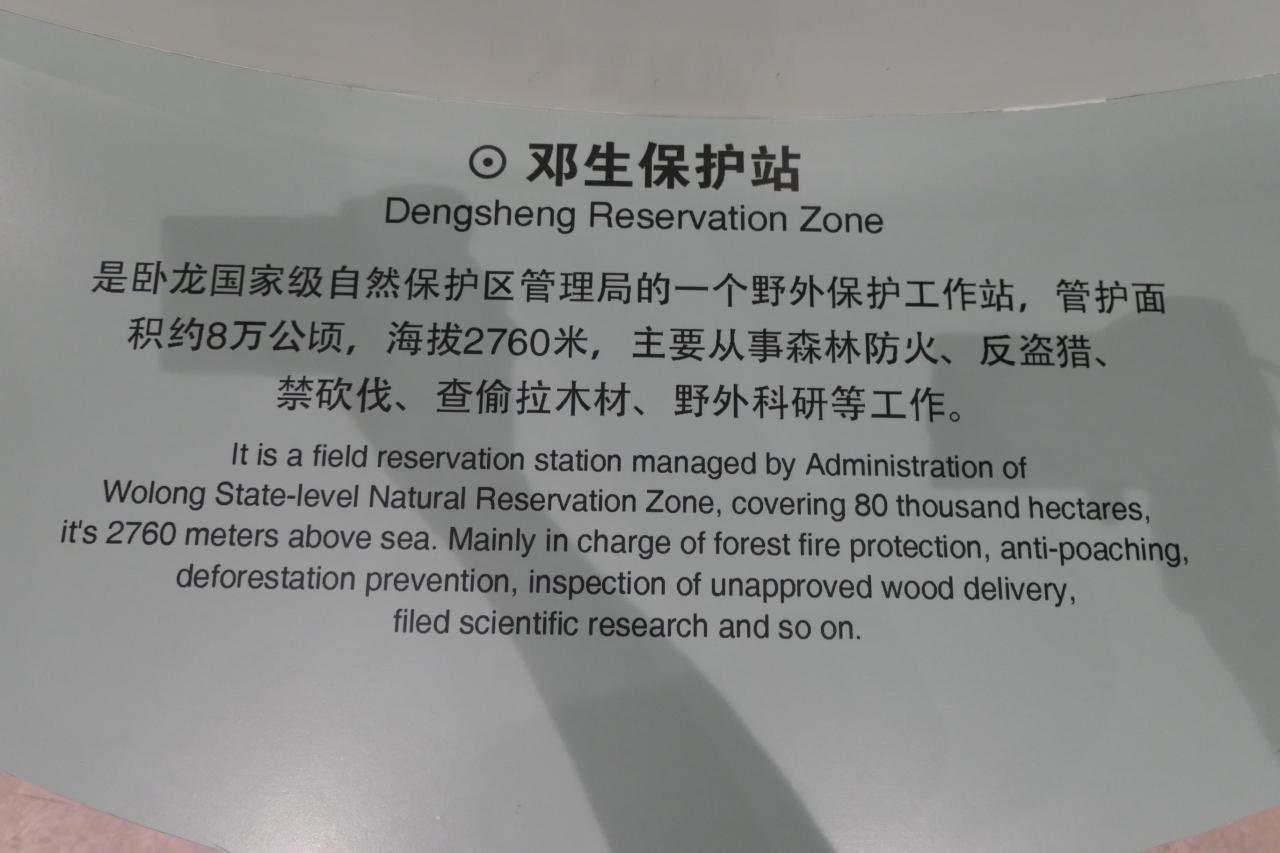 ⊙ 邓生保护站
Dengsheng Reservation Zone
是卧龙国家级自然保护区管理局的一个野外保护工作站，管护面
积约8万公顷，海拔2760米，主要从事森林防火、反盗猎、
禁砍伐、查偷拉木材、野外科研等工作。
It is a field reservation station managed by Administration of
Wolong State-level Natural Reservation Zone, covering 80 thousand hectares,
it's 2760 meters above sea. Mainly in charge of forest fire protection, anti-poaching,
deforestation prevention, inspection of unapproved wood delivery,
filed scientific research and so on.